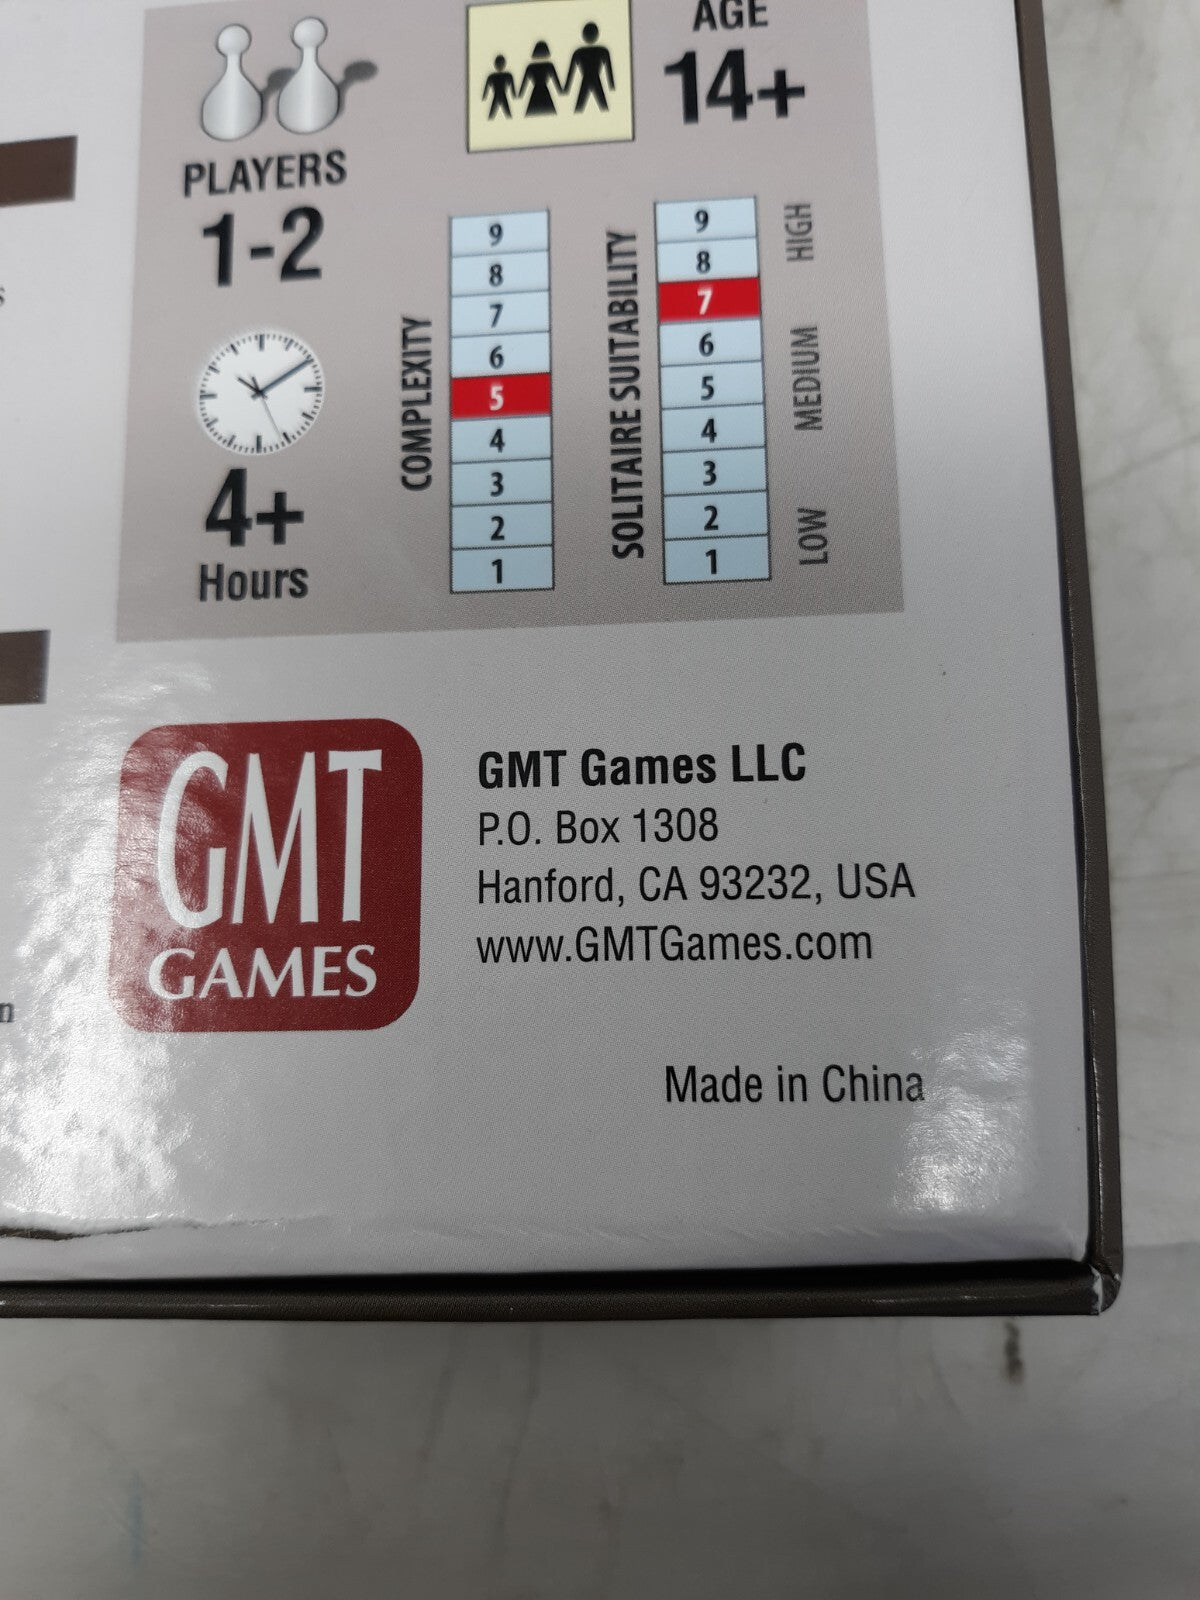 AGE
14+
PLAYERS
1-2
4+
Hours
COMPLEXITY
9
8
7
6
5
4
3
2
1
SOLITAIRE SUITABILITY
9
8
7
6
5
4
3
2
1
HIGH
MEDIUM
LOW
s
n
GMT
GAMES
GMT Games LLC
P.O. Box 1308
Hanford, CA 93232, USA
www.GMTGames.com
Made in China